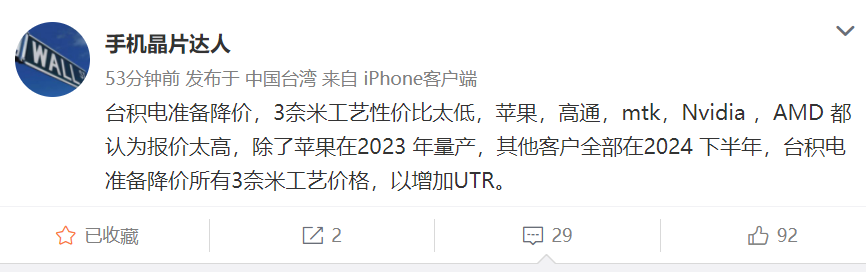 WALL
手机晶片达人
53分钟前 发布于 中国台湾 来自 iPhone客户端
台积电准备降价，3奈米工艺性价比太低，苹果，高通，mtk，Nvidia ，AMD 都
认为报价太高，除了苹果在2023 年量产，其他客户全部在2024 下半年，台积电
准备降价所有3奈米工艺价格，以增加UTR。
已收藏 2 29 92